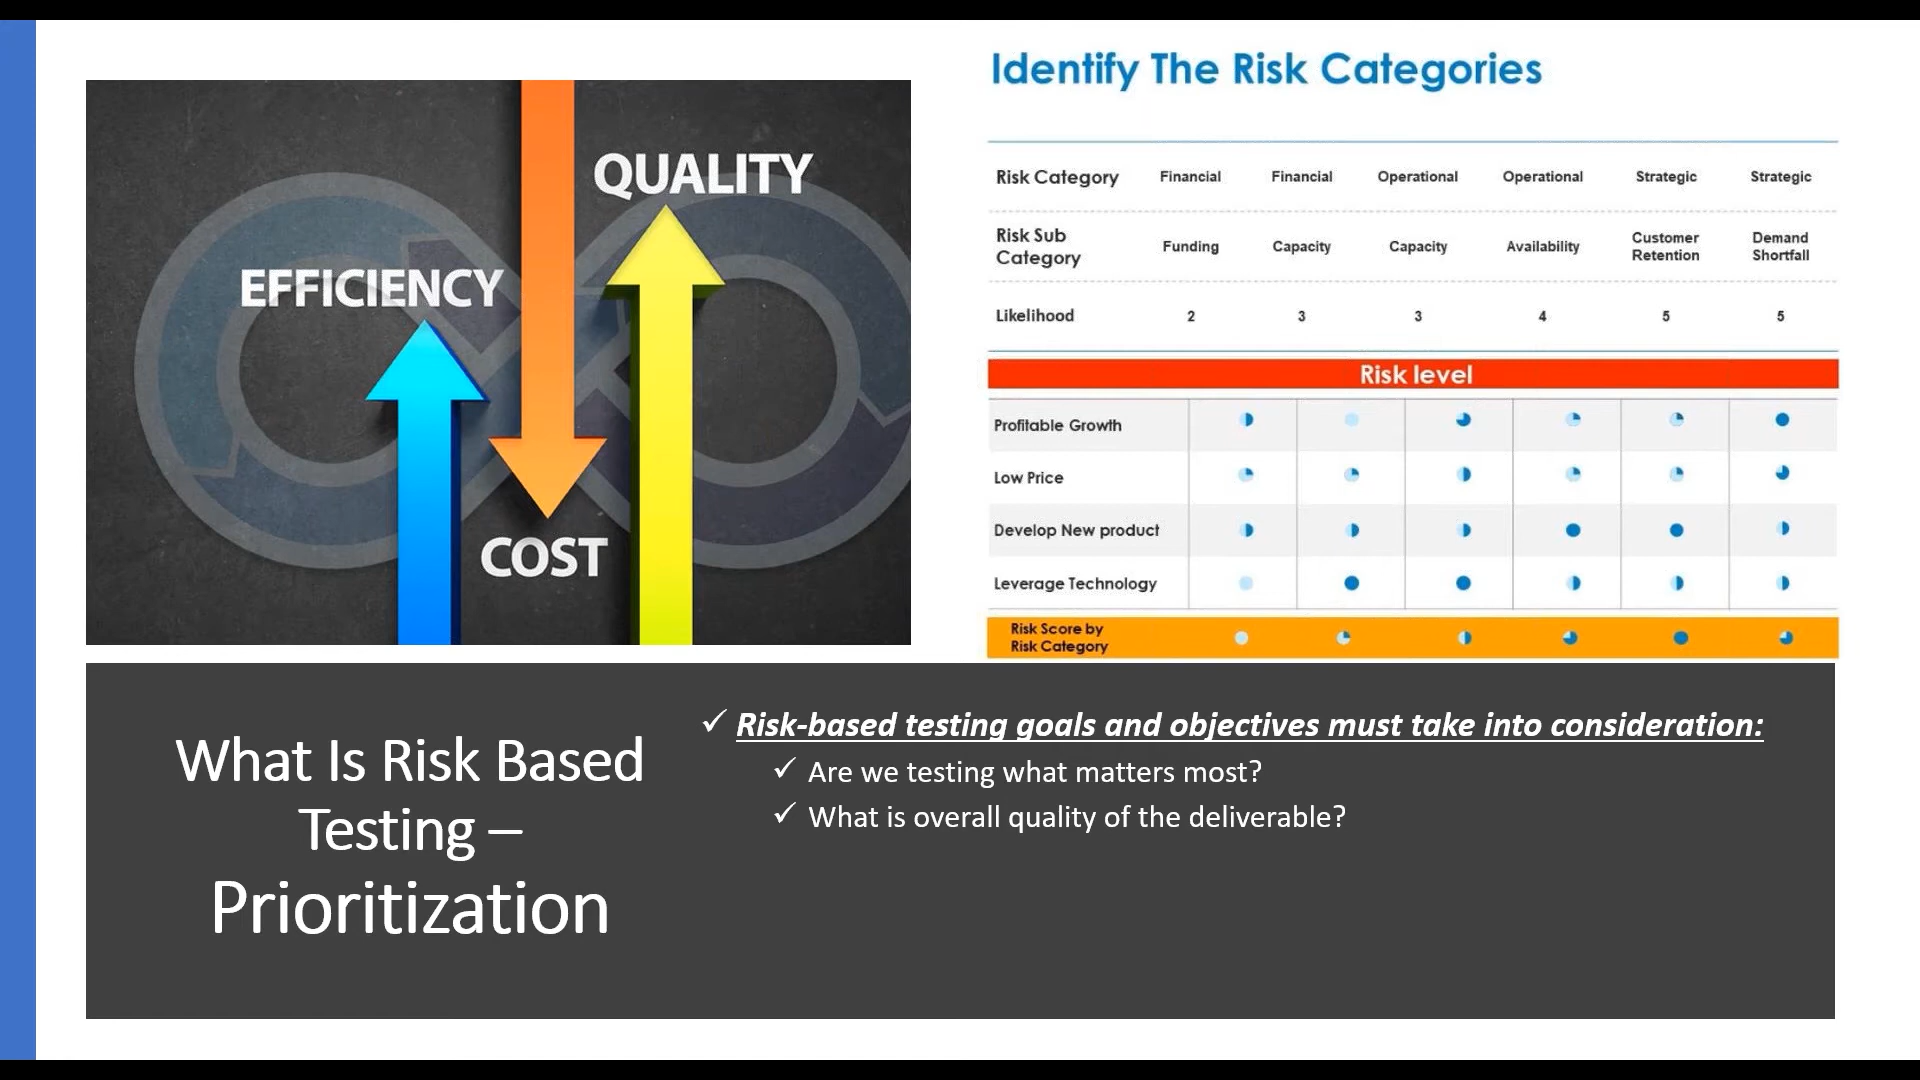 EFFICIENCY
QUALITY
COST
Identify The Risk Categories
Risk Category Financial Financial Operational Operational Strategic Strategic
Risk Sub Category Funding Capacity Capacity Availability Customer Retention Demand Shortfall
Likelihood 2 3 3 4 5 5
Risk level
Profitable Growth
Low Price
Develop New product
Leverage Technology
Risk Score by
Risk Category
What Is Risk Based
Testing –
Prioritization
✓ Risk-based testing goals and objectives must take into consideration:
✓ Are we testing what matters most?
✓ What is overall quality of the deliverable?